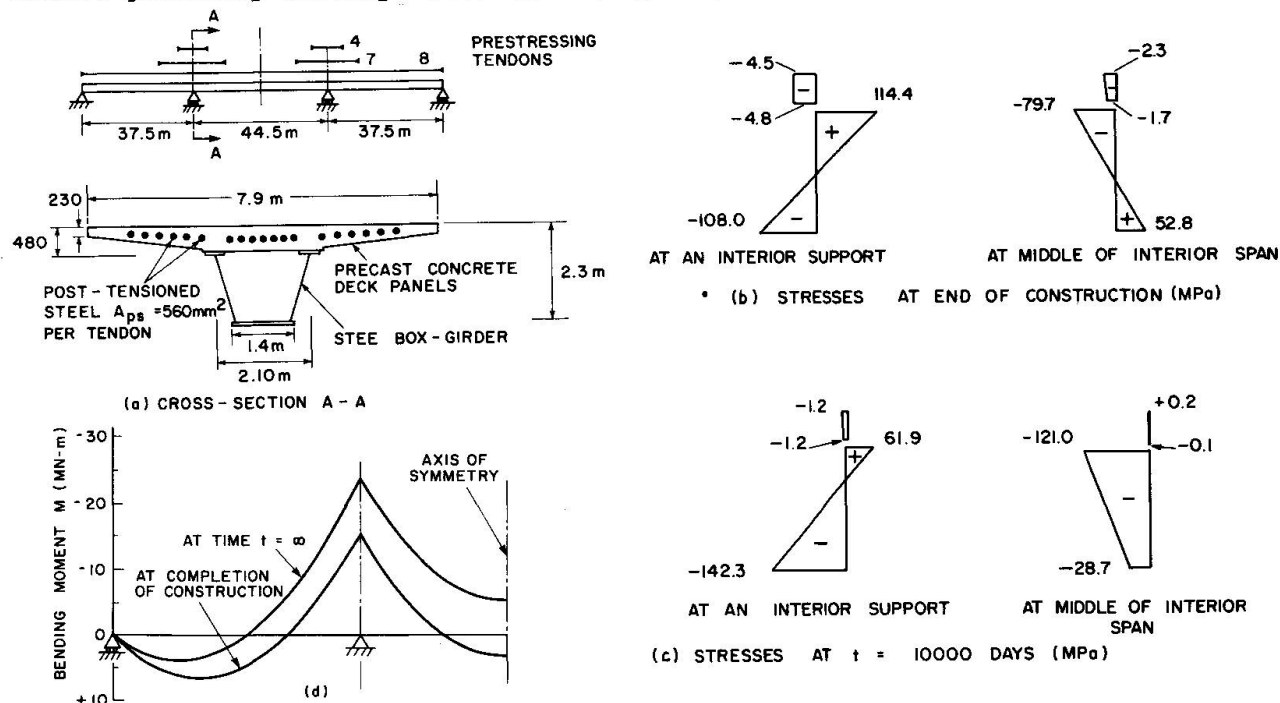 A
4
7
8
PRESTRESSING
TENDONS
37.5m
44.5m
37.5m
A
7.9 m
230
480
2.3 m
PRECAST CONCRETE
DECK PANELS
POST-TENSIONED
STEEL Aps =560mm2
PER TENDON
STEE BOX-GIRDER
1.4m
2.10m
(a) CROSS-SECTION A-A
-4.5
-4.8
114.4
+
-
-
-108.0
AT AN INTERIOR SUPPORT
-2.3
-1.7
-79.7
-
-
+
52.8
AT MIDDLE OF INTERIOR SPAN
(b) STRESSES AT END OF CONSTRUCTION (MPa)
BENDING MOMENT M (MN-m)
-30
-20
-10
0
+10
AXIS OF
SYMMETRY
AT TIME t = ∞
AT COMPLETION
OF CONSTRUCTION
(d)
-1.2
-1.2
61.9
+
-
-142.3
AT AN INTERIOR SUPPORT
+0.2
-0.1
-121.0
-
-28.7
AT MIDDLE OF INTERIOR
SPAN
(c) STRESSES AT t = 10000 DAYS (MPa)